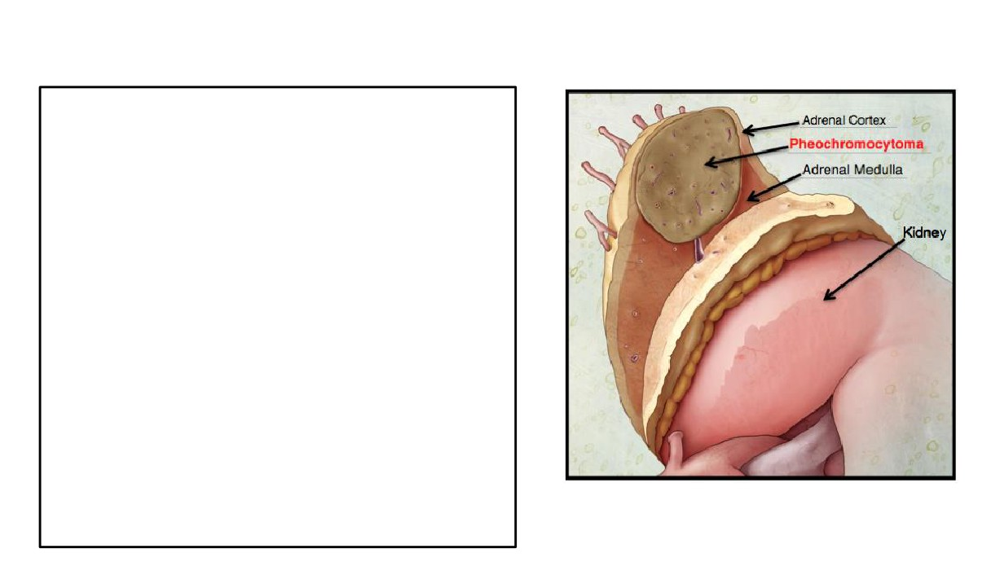 Adrenal Cortex
Pheochromocytoma
Adrenal Medulla
Kidney